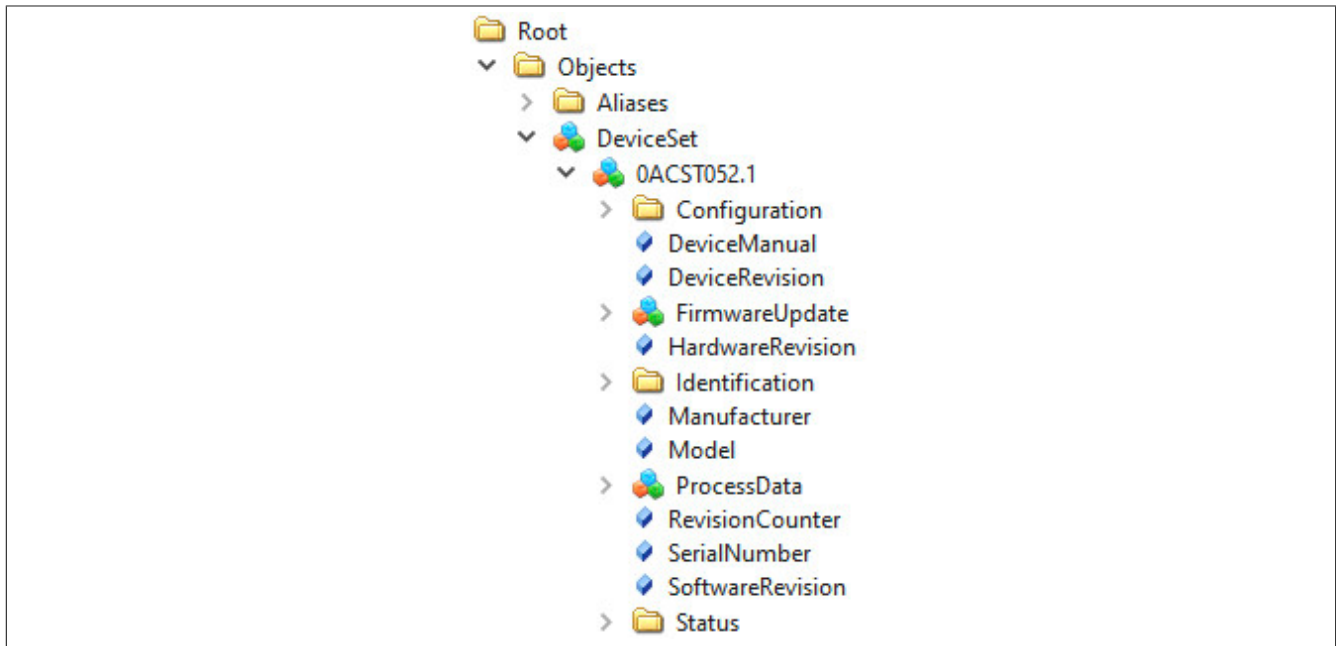 Root
Objects
Aliases
DeviceSet
0ACST052.1
Configuration
DeviceManual
DeviceRevision
FirmwareUpdate
HardwareRevision
Identification
Manufacturer
Model
ProcessData
RevisionCounter
SerialNumber
SoftwareRevision
Status